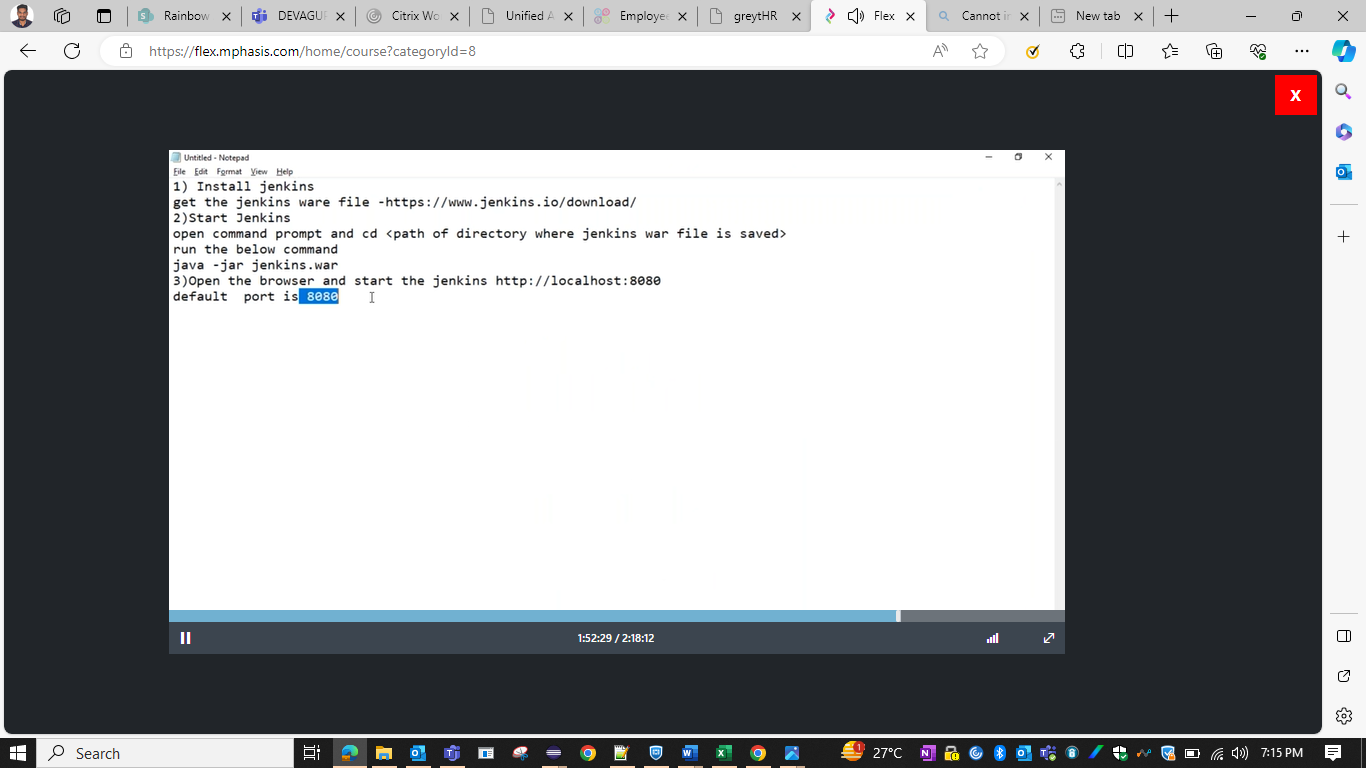 Rainbow
DEVAGUF
Citrix Wo
Unified A
Employe
greytHR
Flex
Cannot ir
New tab
https://flex.mphasis.com/home/course?categoryId=8
X
Untitled - Notepad
File Edit Format View Help
1) Install jenkins
get the jenkins ware file -https://www.jenkins.io/download/
2)Start Jenkins
open command prompt and cd <path of directory where jenkins war file is saved>
run the below command
java -jar jenkins.war
3)Open the browser and start the jenkins http://localhost:8080
default  port is 8080
1:52:29 / 2:18:12
Search
1
27°C
7:15 PM